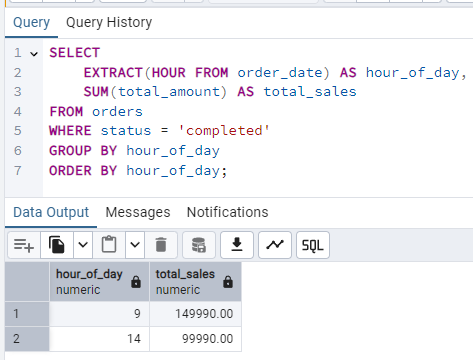 Query Query History
1 SELECT
2 EXTRACT(HOUR FROM order_date) AS hour_of_day,
3 SUM(total_amount) AS total_sales
4 FROM orders
5 WHERE status = 'completed'
6 GROUP BY hour_of_day
7 ORDER BY hour_of_day;
Data Output Messages Notifications
SQL
hour_of_day total_sales
numeric numeric
1 9 149990.00
2 14 99990.00